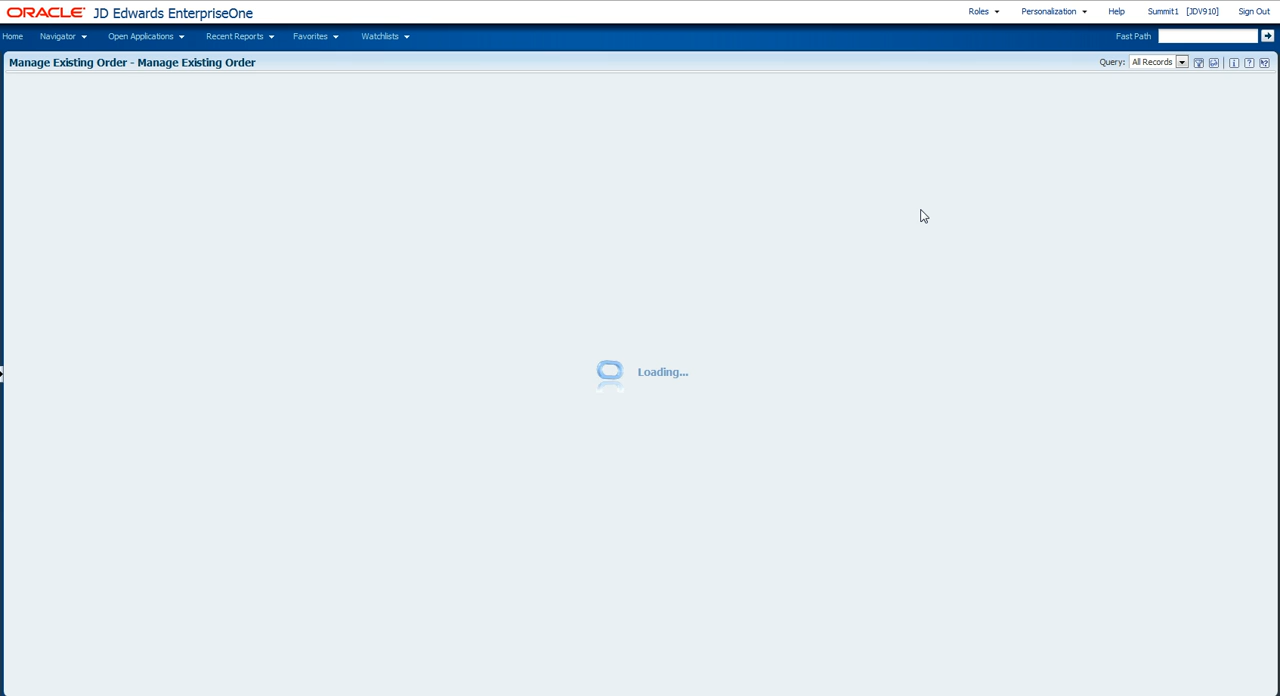 ORACLE JD Edwards EnterpriseOne Roles Personalization Help Summit1 [JDV910] Sign Out
Home Navigator Open Applications Recent Reports Favorites Watchlists Fast Path
Manage Existing Order - Manage Existing Order Query: All Records
Loading...